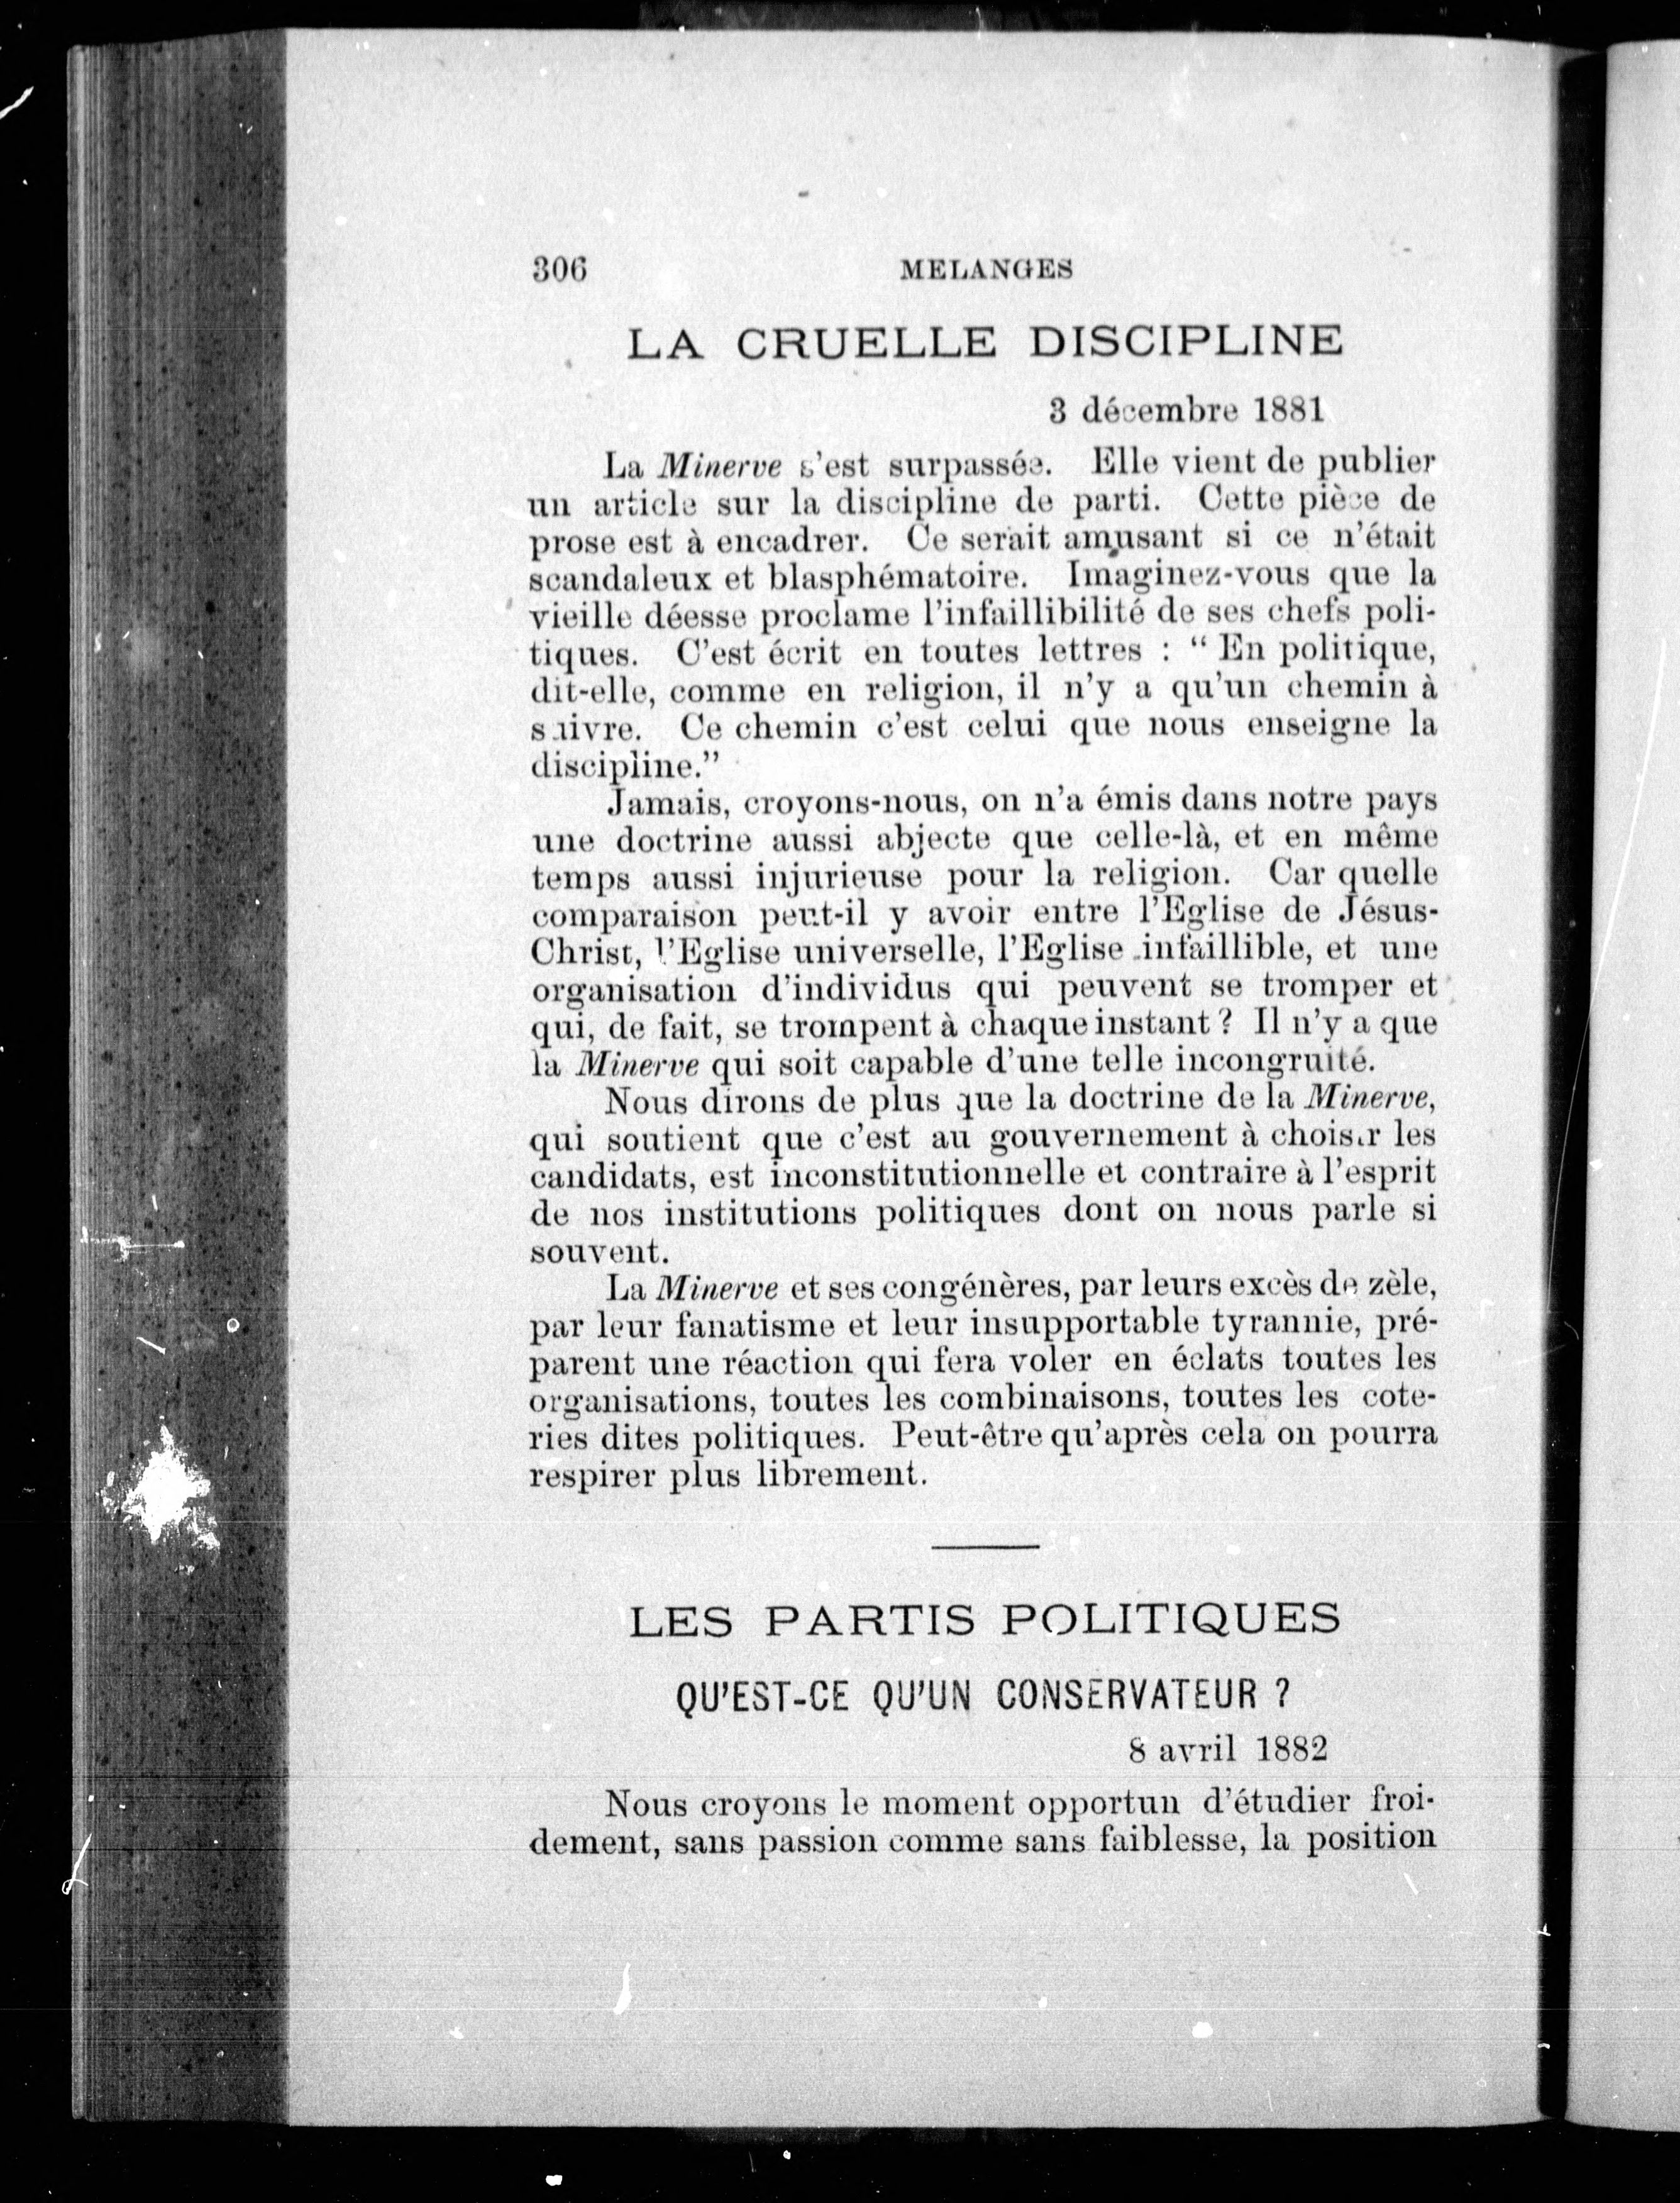 306 MELANGES
LA CRUELLE DISCIPLINE
3 décembre 1881
La Minerve s'est surpassée. Elle vient de publier
un article sur la discipline de parti. Cette pièce de
prose est à encadrer. Ce serait amusant si ce n'était
scandaleux et blasphématoire. Imaginez-vous que la
vieille déesse proclame l'infaillibilité de ses chefs poli-
tiques. C'est écrit en toutes lettres : “ En politique,
dit-elle, comme en religion, il n'y a qu'un chemin à
suivre. Ce chemin c'est celui que nous enseigne la
discipline.”
Jamais, croyons-nous, on n'a émis dans notre pays
une doctrine aussi abjecte que celle-là, et en même
temps aussi injurieuse pour la religion. Car quelle
comparaison peut-il y avoir entre l'Eglise de Jésus-
Christ, l'Eglise universelle, l'Eglise infaillible, et une
organisation d'individus qui peuvent se tromper et
qui, de fait, se trompent à chaque instant ? Il n'y a que
la Minerve qui soit capable d'une telle incongruité.
Nous dirons de plus que la doctrine de la Minerve,
qui soutient que c'est au gouvernement à choisir les
candidats, est inconstitutionnelle et contraire à l'esprit
de nos institutions politiques dont on nous parle si
souvent.
La Minerve et ses congénères, par leurs excès de zèle,
par leur fanatisme et leur insupportable tyrannie, pré-
parent une réaction qui fera voler en éclats toutes les
organisations, toutes les combinaisons, toutes les cote-
ries dites politiques. Peut-être qu'après cela on pourra
respirer plus librement.
LES PARTIS POLITIQUES
QU'EST-CE QU'UN CONSERVATEUR ?
8 avril 1882
Nous croyons le moment opportun d'étudier froi-
dement, sans passion comme sans faiblesse, la position